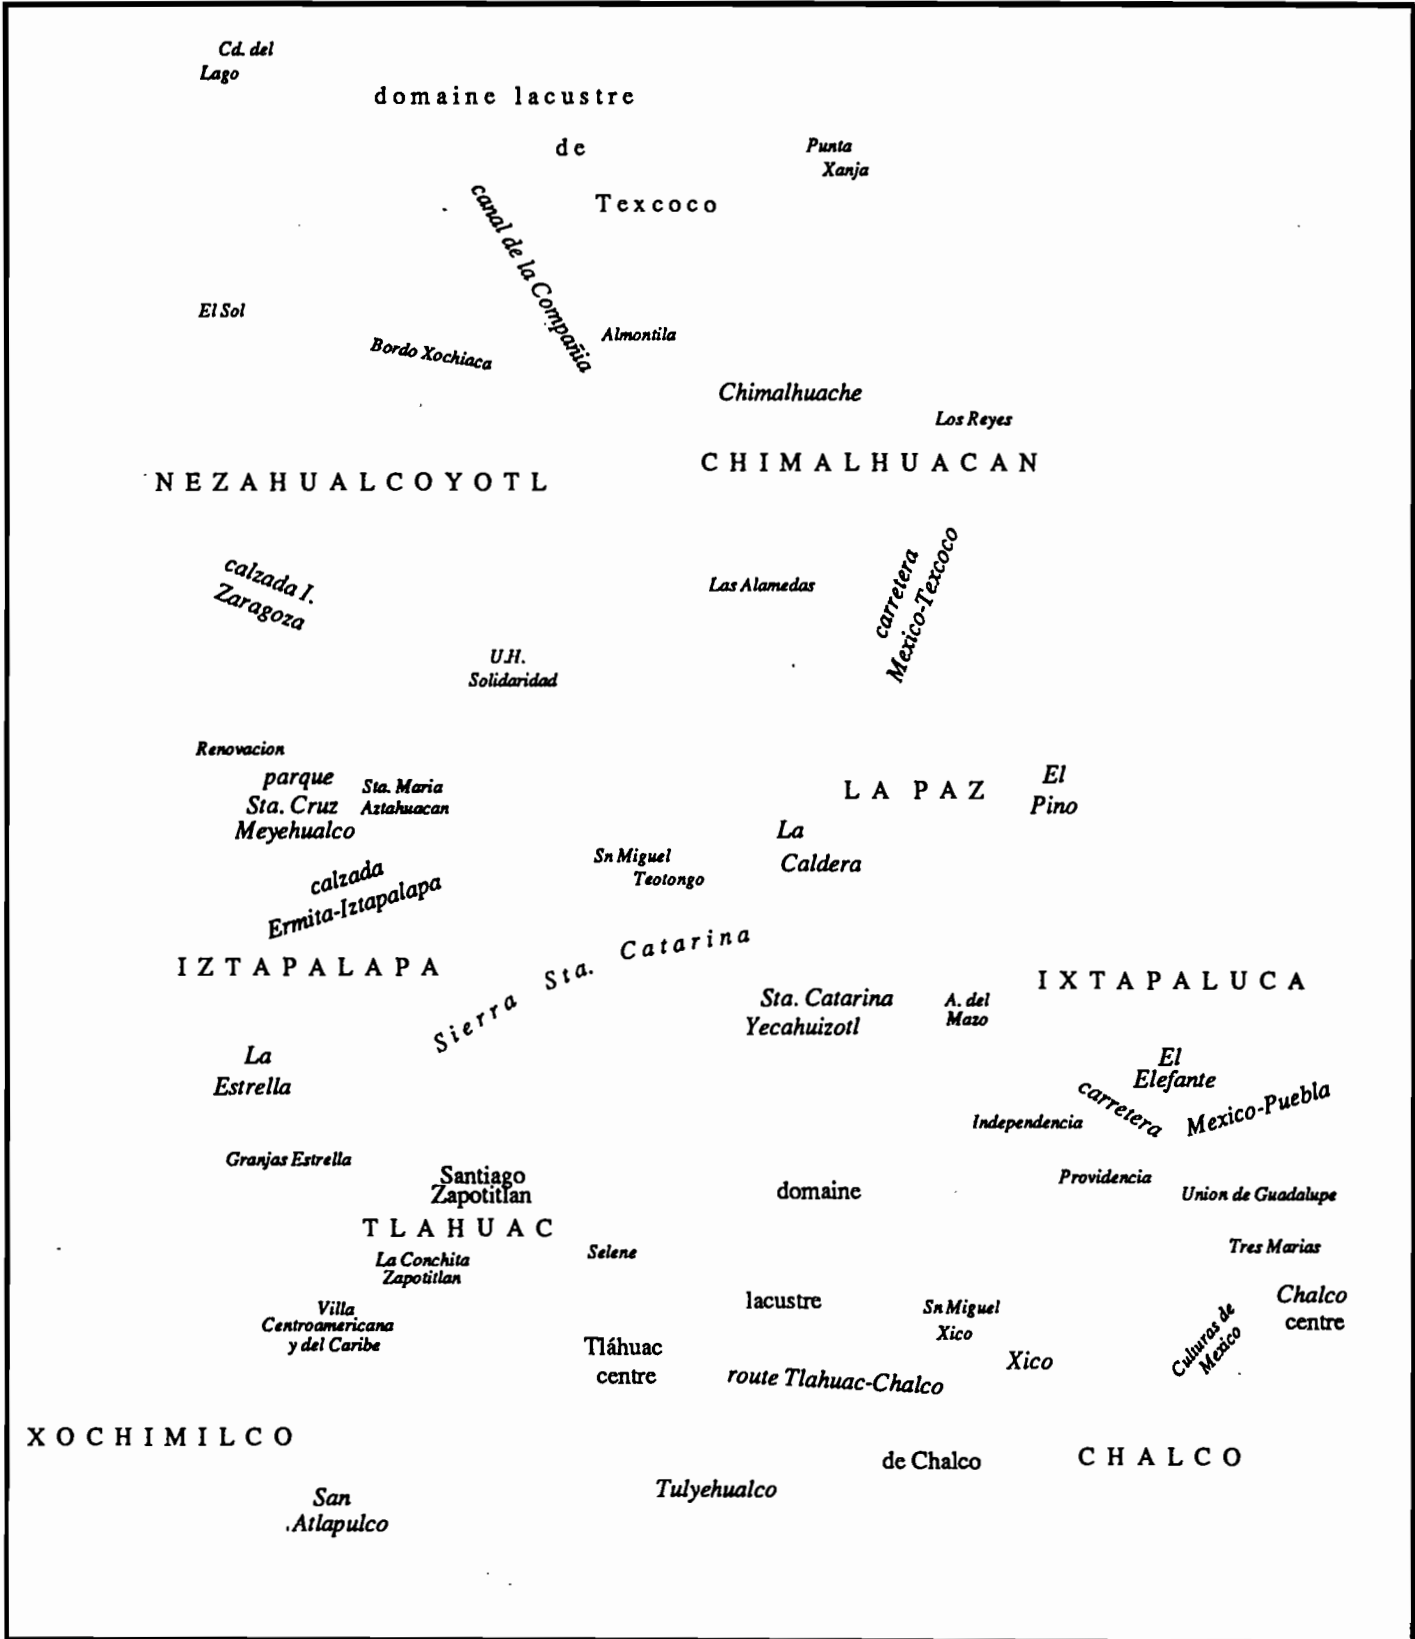 Cd. del
Lago
domaine lacustre
de
Texcoco
Punta
Xanja
canal de la Compañia
El Sol
Bordo Xochiaca
Almontila
Chimalhuache
Los Reyes
CHIMALHUACAN
NEZAHUALCOYOTL
calzada I.
Zaragoza
Las Alamedas
carretera
Mexico-Texcoco
U.H.
Solidaridad
Renovacion
parque
Sta. Cruz
Meyehualco
Sta. Maria
Aztahuacan
LA PAZ
El
Pino
La
Caldera
Sn Miguel
Teotongo
calzada
Ermita-Iztapalapa
IZTAPALAPA
Sierra Sta. Catarina
IXTAPALUCA
Sta. Catarina
Yecahuizotl
A. del
Mazo
La
Estrella
El
Elefante
carretera Mexico-Puebla
Independencia
Granjas Estrella
Santiago
Zapotitlan
domaine
Providencia
Union de Guadalupe
TLAHUAC
La Conchita
Zapotitlan
Selene
Tres Marias
lacustre
Sn Miguel
Xico
Chalco
centre
Villa
Centroamericana
y del Caribe
Tláhuac
centre
Xico
Culturas de
Mexico
route Tlahuac-Chalco
XOCHIMILCO
de Chalco
CHALCO
Tulyehualco
San
Atlapulco